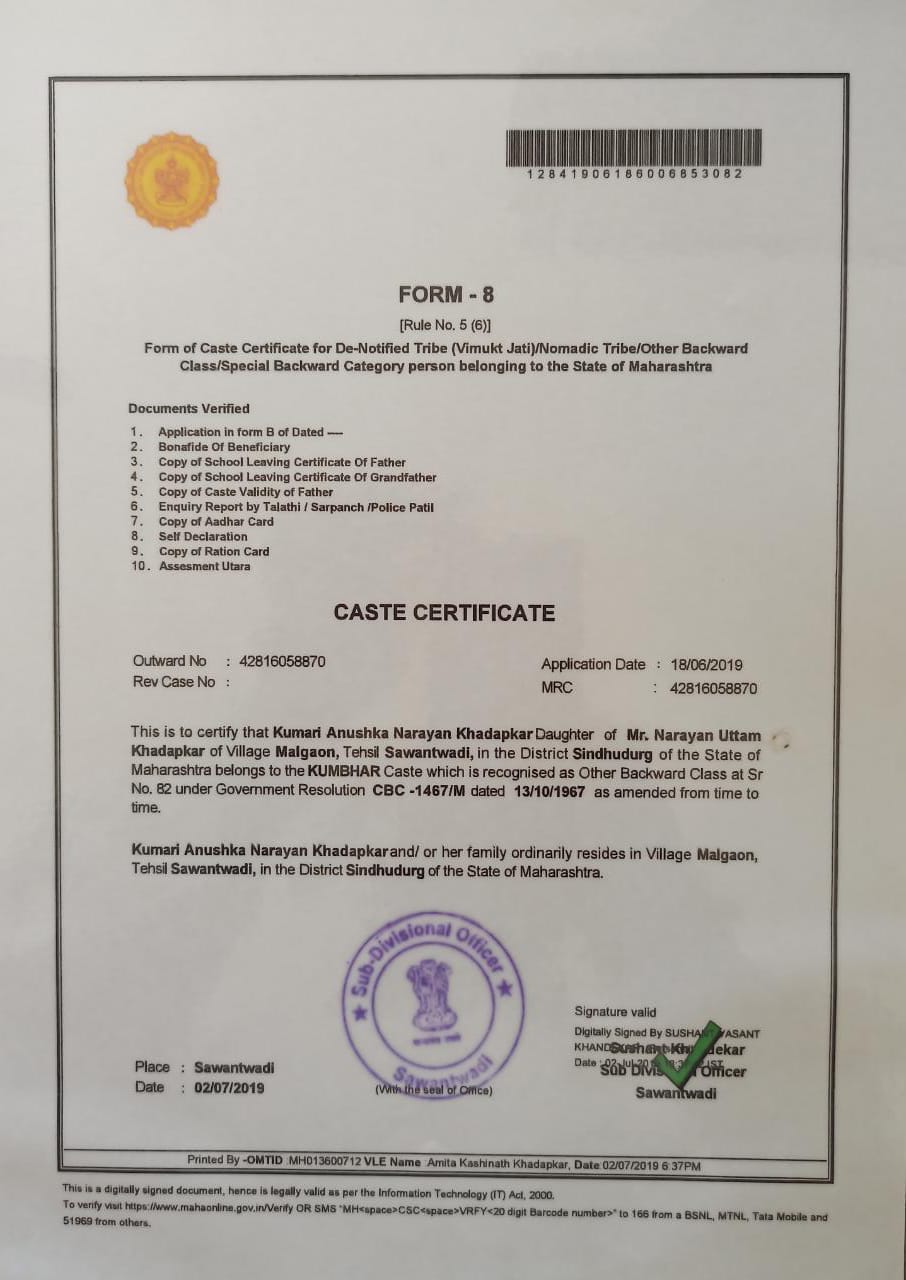 12841906186006853082
FORM - 8
[Rule No. 5 (6)]
Form of Caste Certificate for De-Notified Tribe (Vimukt Jati)/Nomadic Tribe/Other Backward
Class/Special Backward Category person belonging to the State of Maharashtra
Documents Verified
1. Application in form B of Dated ----
2. Bonafide Of Beneficiary
3. Copy of School Leaving Certificate Of Father
4. Copy of School Leaving Certificate Of Grandfather
5. Copy of Caste Validity of Father
6. Enquiry Report by Talathi / Sarpanch /Police Patil
7. Copy of Aadhar Card
8. Self Declaration
9. Copy of Ration Card
10. Assesment Utara
CASTE CERTIFICATE
Outward No : 42816058870
Application Date : 18/06/2019
Rev Case No :
MRC : 42816058870
This is to certify that Kumari Anushka Narayan Khadapkar Daughter of Mr. Narayan Uttam
Khadapkar of Village Malgaon, Tehsil Sawantwadi, in the District Sindhudurg of the State of
Maharashtra belongs to the KUMBHAR Caste which is recognised as Other Backward Class at Sr
No. 82 under Government Resolution CBC -1467/M dated 13/10/1967 as amended from time to
time.
Kumari Anushka Narayan Khadapkarand/ or her family ordinarily resides in Village Malgaon,
Tehsil Sawantwadi, in the District Sindhudurg of the State of Maharashtra.
Sub-Divisional Officer
Sawantwadi
(With the seal of Office)
Place : Sawantwadi
Date : 02/07/2019
Signature valid
Digitally Signed By SUSHANT VASANT
Sushant Khandekar
Sub Divisional Officer
Sawantwadi
Printed By -OMTID :MH013600712 VLE Name :Amita Kashinath Khadapkar, Date 02/07/2019 6:37PM
This is a digitally signed document, hence is legally valid as per the Information Technology (IT) Act, 2000.
To verify visit https://www.mahaonline.gov.in/Verify OR SMS "MH<space>CSC<space>VRFY<20 digit Barcode number>" to 166 from a BSNL, MTNL, Tata Mobile and
51969 from others.